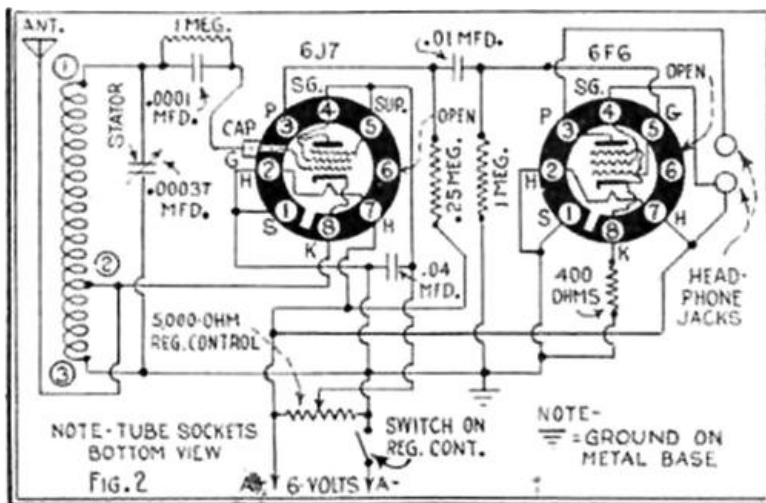 ANT.
1 MEG.
.01 MFD.
6J7
6F6
OPEN
1
SG.
SG.
STATOR
.0001
MFD.
P
4
SUP.
P
4
G
3
5
3
5
CAP
OPEN
G
H
2
6
H
2
6
.00037
MFD.
.25 MEG.
1 MEG.
S
1
7
H
S
1
7
H
8
8
K
K
2
.04
MFD.
400
OHMS
HEAD-
PHONE
JACKS
5,000-OHM
REG. CONTROL
3
SWITCH ON
REG. CONT.
NOTE-TUBE SOCKETS
BOTTOM VIEW
NOTE-
=GROUND ON
METAL BASE
FIG. 2
6-VOLTS
A-